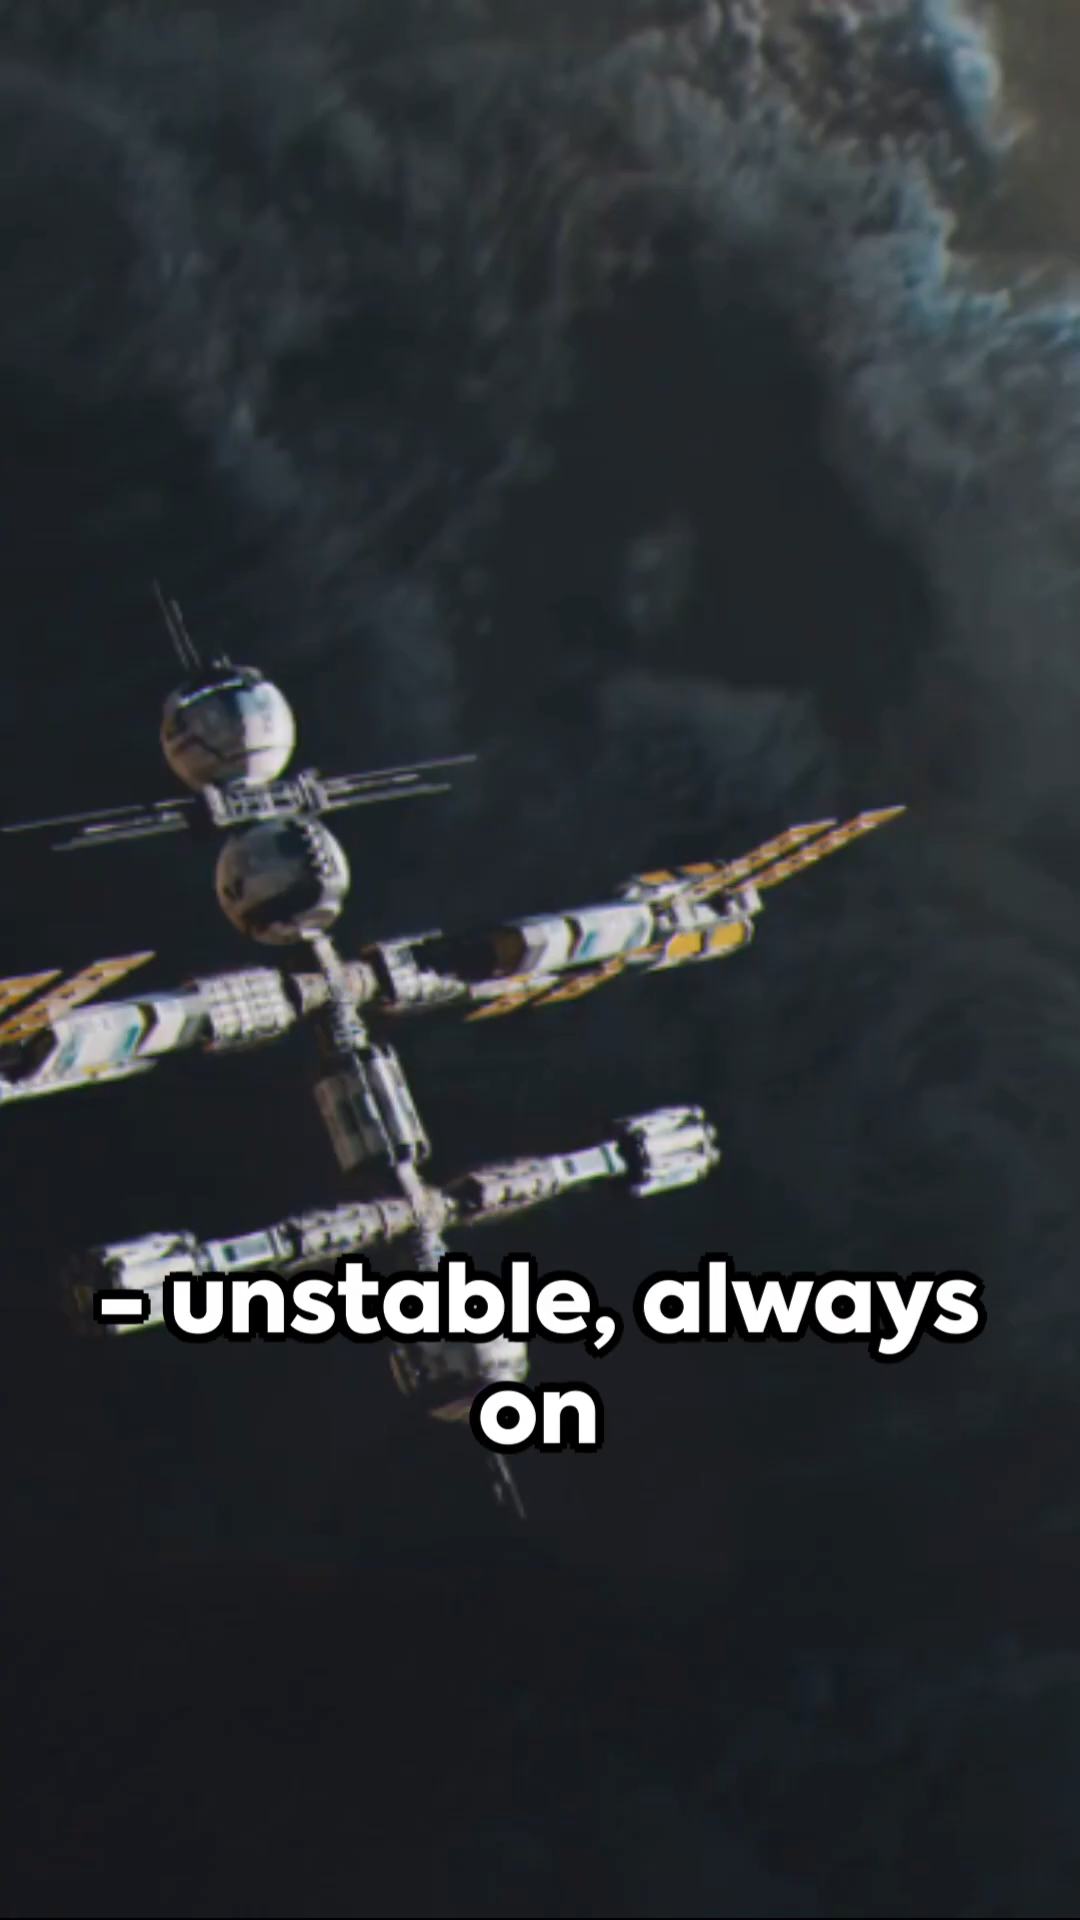 – unstable, always
on